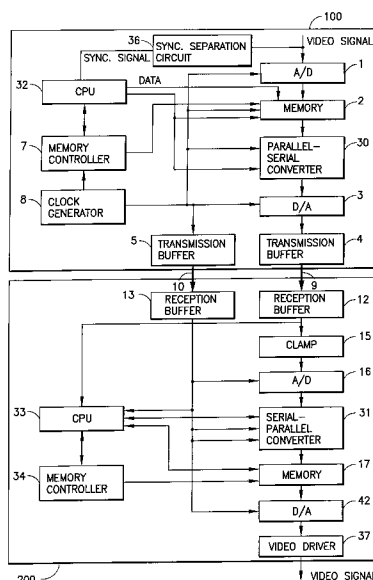 100
36
SYNC. SEPARATION
CIRCUIT
VIDEO SIGNAL
SYNC. SIGNAL
32
CPU
DATA
A/D
1
MEMORY
2
7
MEMORY
CONTROLLER
PARALLEL-
SERIAL
CONVERTER
30
8
CLOCK
GENERATOR
D/A
3
5
TRANSMISSION
BUFFER
TRANSMISSION
BUFFER
4
10
9
13
RECEPTION
BUFFER
RECEPTION
BUFFER
12
CLAMP
15
A/D
16
33
CPU
SERIAL-
PARALLEL
CONVERTER
31
34
MEMORY
CONTROLLER
MEMORY
17
D/A
42
VIDEO DRIVER
37
200
VIDEO SIGNAL